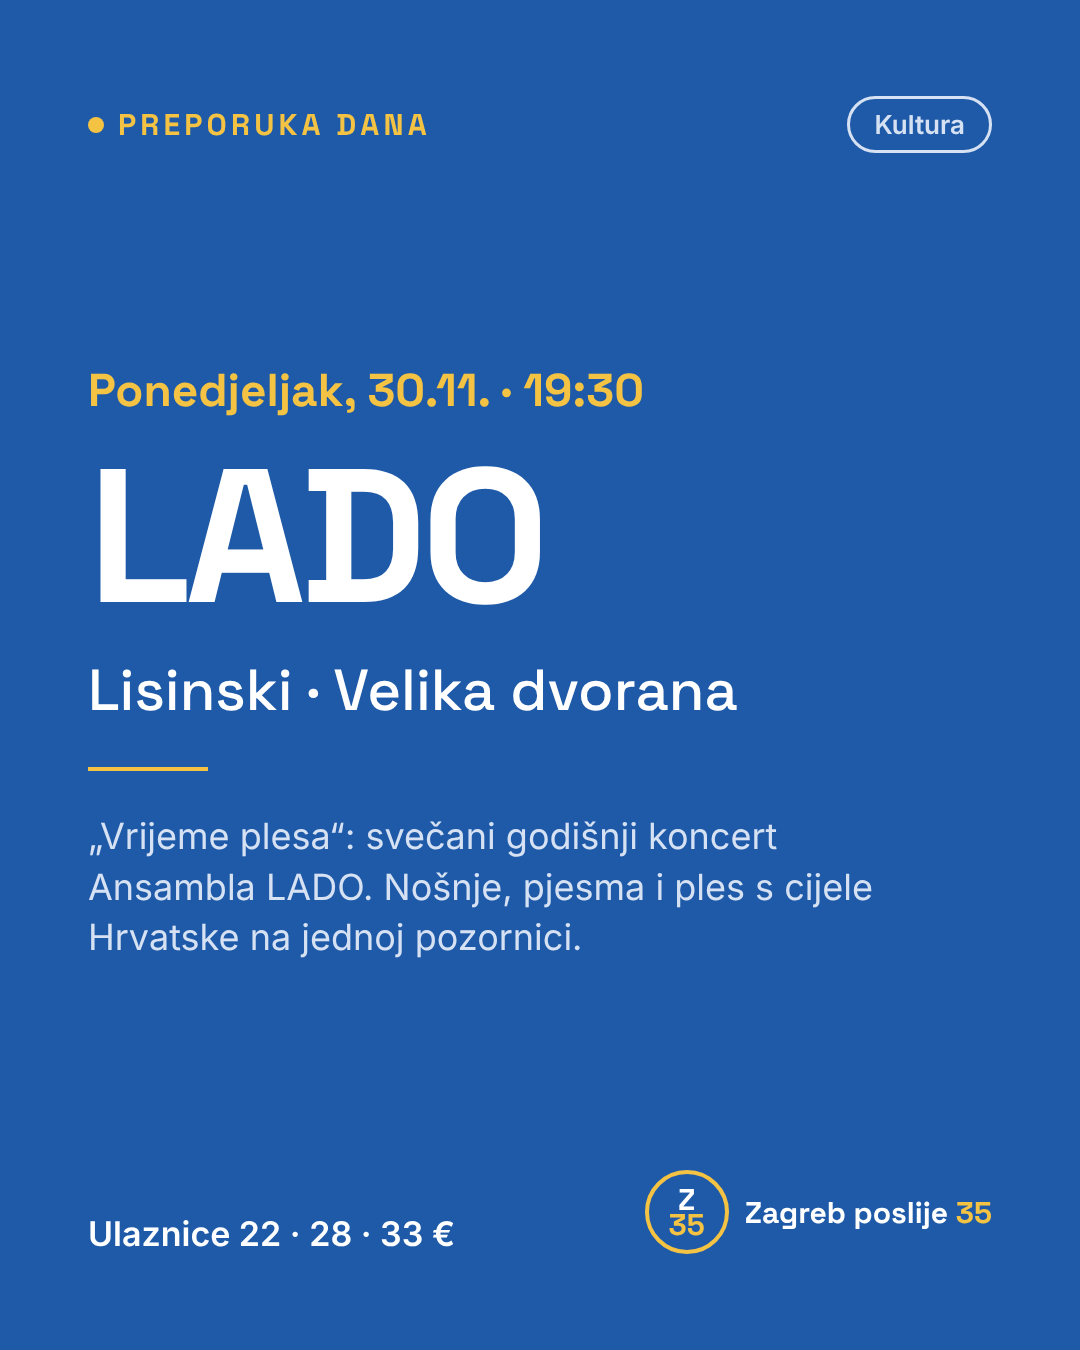 PREPORUKA DANA
Kultura
Ponedjeljak, 30.11. · 19:30
LADO
Lisinski · Velika dvorana
„Vrijeme plesa“: svečani godišnji koncert
Ansambla LADO. Nošnje, pjesma i ples s cijele
Hrvatske na jednoj pozornici.
Ulaznice 22 · 28 · 33 €
Z
35
Zagreb poslije 35